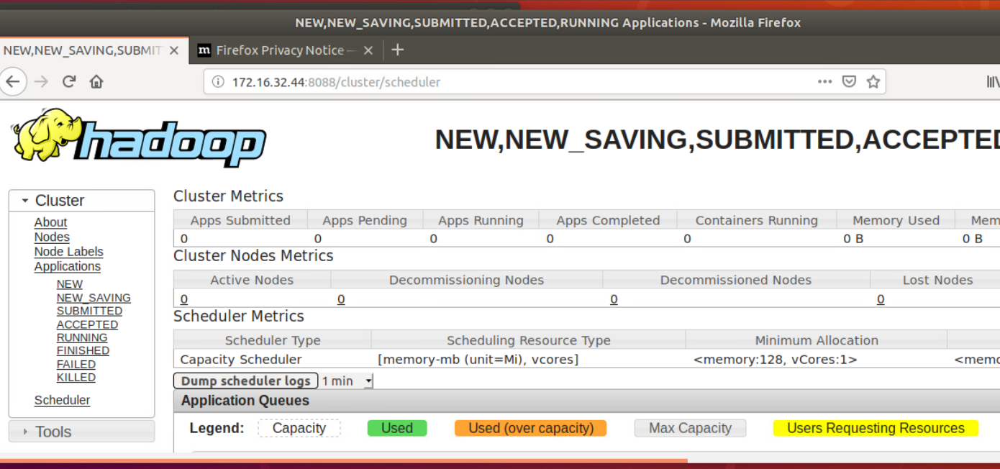 NEW,NEW_SAVING,SUBMITTED,ACCEPTED,RUNNING Applications - Mozilla Firefox
NEW,NEW_SAVING,SUBMIT
m Firefox Privacy Notice —
172.16.32.44:8088/cluster/scheduler
hadoop
NEW,NEW_SAVING,SUBMITTED,ACCEPTED
Cluster
About
Nodes
Node Labels
Applications
NEW
NEW_SAVING
SUBMITTED
ACCEPTED
RUNNING
FINISHED
FAILED
KILLED
Scheduler
Tools
Cluster Metrics
Apps Submitted Apps Pending Apps Running Apps Completed Containers Running Memory Used Mem
0 0 0 0 0 0 B 0 B
Cluster Nodes Metrics
Active Nodes Decommissioning Nodes Decommissioned Nodes Lost Nodes
0 0 0 0
Scheduler Metrics
Scheduler Type Scheduling Resource Type Minimum Allocation
Capacity Scheduler [memory-mb (unit=Mi), vcores] <memory:128, vCores:1> <memo
Dump scheduler logs 1 min
Application Queues
Legend: Capacity Used Used (over capacity) Max Capacity Users Requesting Resources